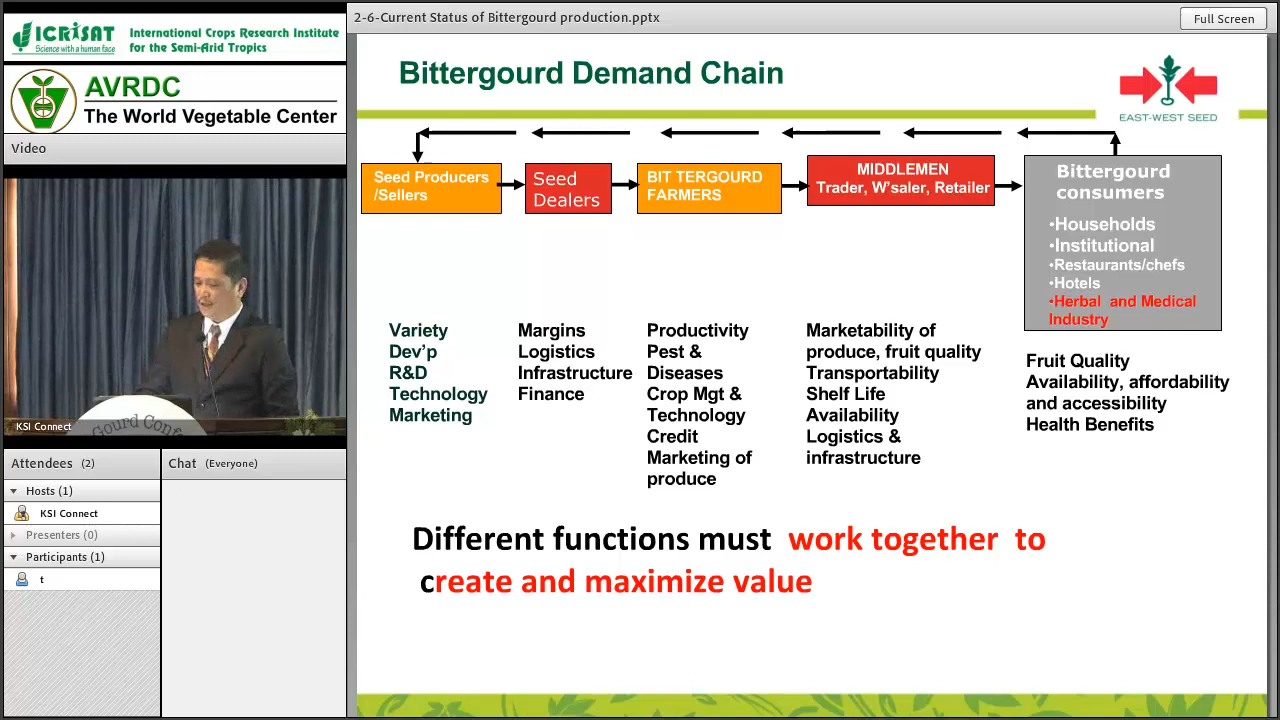 ICRISAT
Science with a human face
International Crops Research Institute
for the Semi-Arid Tropics
AVRDC
The World Vegetable Center
Video
KSI Connect
Gourd Conf
Attendees (2)
Hosts (1)
KSI Connect
Presenters (0)
Participants (1)
t
Chat (Everyone)
2-6-Current Status of Bittergourd production.pptx
Full Screen
Bittergourd Demand Chain
EAST-WEST SEED
Seed Producers
/Sellers
Seed
Dealers
BIT TERGOURD
FARMERS
MIDDLEMEN
Trader, W'saler, Retailer
Bittergourd
consumers
•Households
•Institutional
•Restaurants/chefs
•Hotels
•Herbal and Medical
Industry
Variety
Dev'p
R&D
Technology
Marketing
Margins
Logistics
Infrastructure
Finance
Productivity
Pest &
Diseases
Crop Mgt &
Technology
Credit
Marketing of
produce
Marketability of
produce, fruit quality
Transportability
Shelf Life
Availability
Logistics &
infrastructure
Fruit Quality
Availability, affordability
and accessibility
Health Benefits
Different functions must work together to
create and maximize value